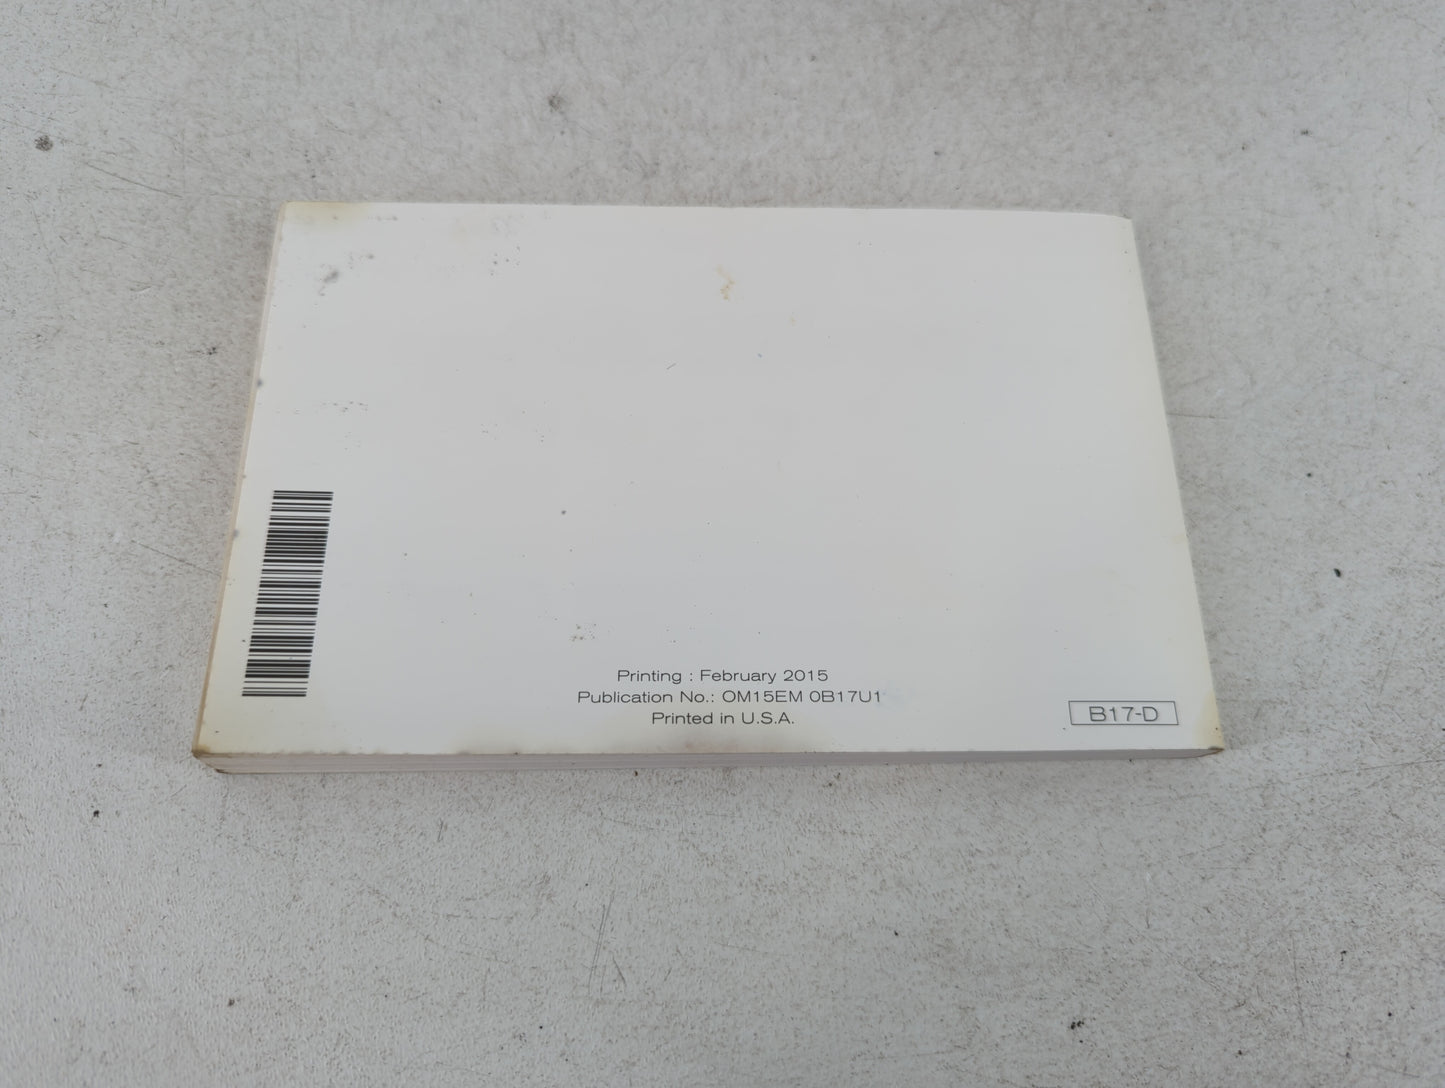 Printing : February 2015
Publication No.: OM15EM 0B17U1
Printed in U.S.A.
B17-D